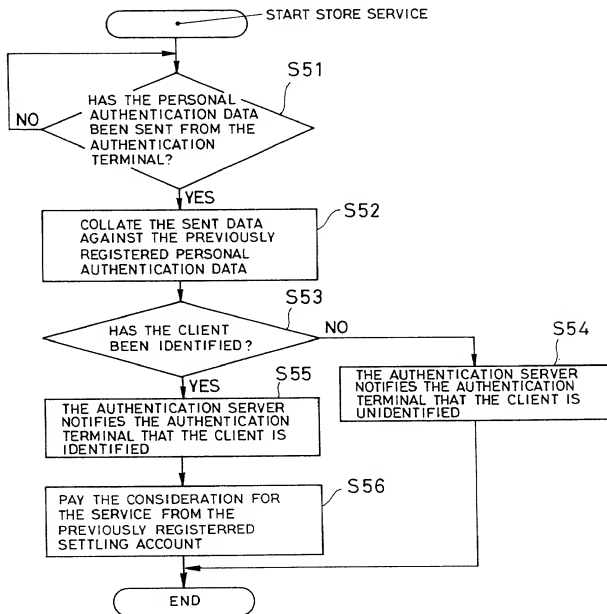 START STORE SERVICE
S51
HAS THE PERSONAL
AUTHENTICATION DATA
BEEN SENT FROM THE
AUTHENTICATION
TERMINAL?
NO
YES
S52
COLLATE THE SENT DATA
AGAINST THE PREVIOUSLY
REGISTERED PERSONAL
AUTHENTICATION DATA
S53
HAS THE CLIENT
BEEN IDENTIFIED?
NO
YES
S54
THE AUTHENTICATION SERVER
NOTIFIES THE AUTHENTICATION
TERMINAL THAT THE CLIENT IS
UNIDENTIFIED
S55
THE AUTHENTICATION SERVER
NOTIFIES THE AUTHENTICATION
TERMINAL THAT THE CLIENT IS
IDENTIFIED
S56
PAY THE CONSIDERATION FOR
THE SERVICE FROM THE
PREVIOUSLY REGISTERRED
SETTLING ACCOUNT
END